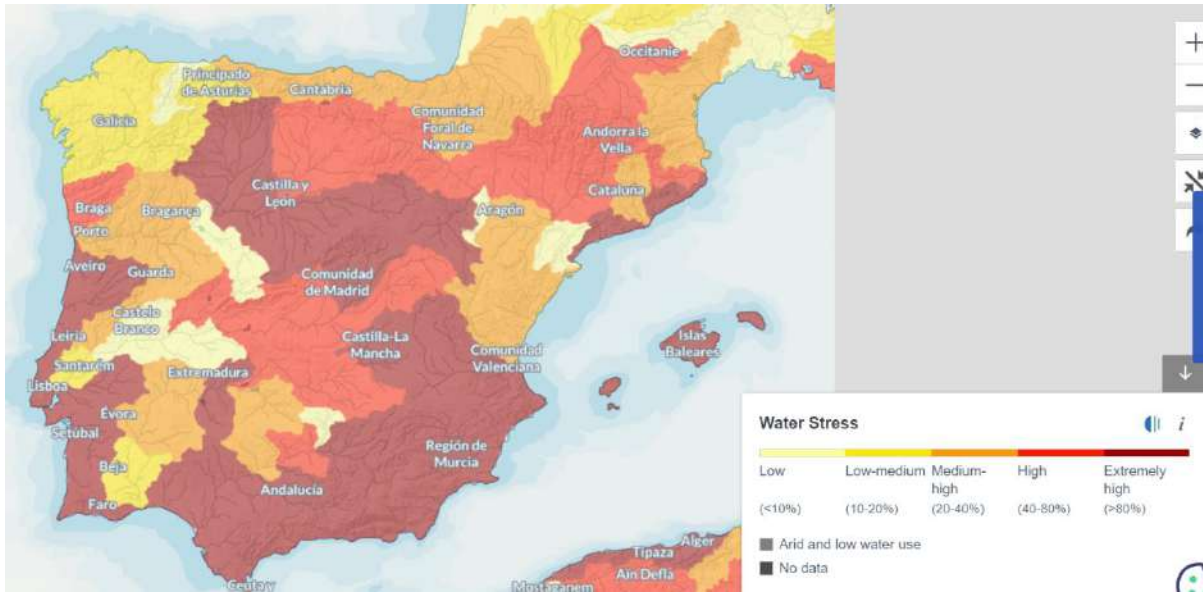 Occitanie
Principado
de Asturias
Cantabria
Galicia
Comunidad
Foral de
Navarra
Andorra la
Vella
Castilla y
León
Cataluña
Braga
Bragança
Aragón
Porto
Aveiro
Guarda
Comunidad
de Madrid
Castelo
Branco
Leiria
Castilla-La
Mancha
Islas
Baleares
Santarém
Extremadura
Comunidad
Valenciana
Lisboa
Évora
Setúbal
Región de
Murcia
Beja
Andalucía
Faro
Ceuta y
Alger
Tipaza
Aïn Defla
Mostaganem
Water Stress
i
Low
Low-medium
Medium-
high
High
Extremely
high
(<10%)
(10-20%)
(20-40%)
(40-80%)
(>80%)
Arid and low water use
No data